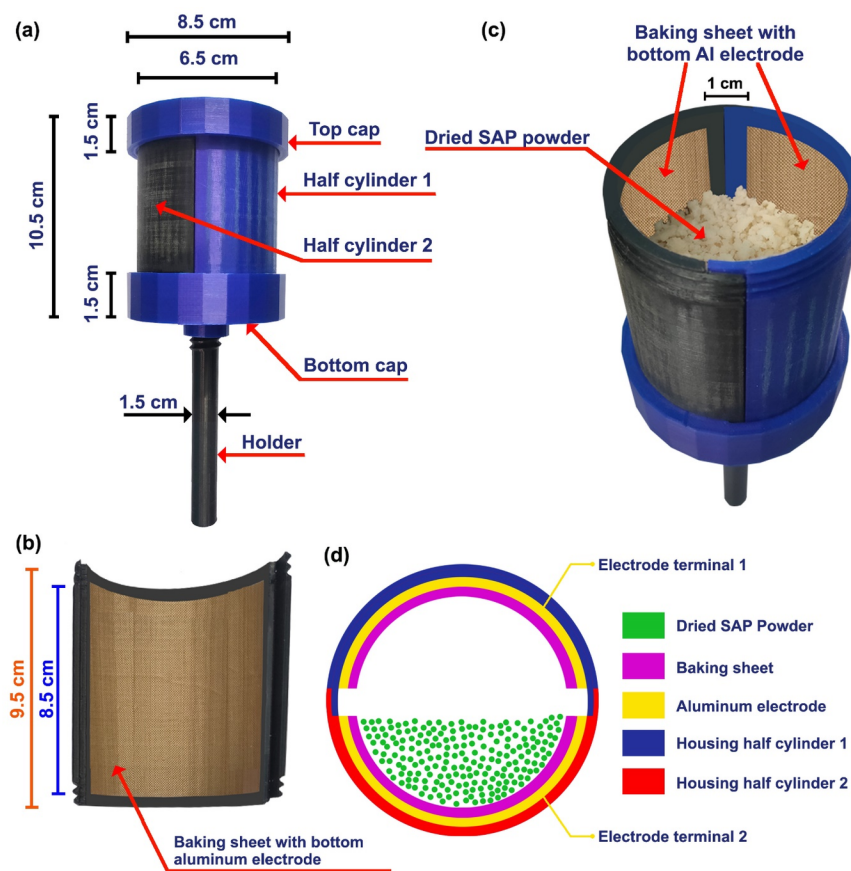 (a)
8.5 cm
6.5 cm
1.5 cm
Top cap
10.5 cm
Half cylinder 1
Half cylinder 2
1.5 cm
Bottom cap
1.5 cm
Holder
(c)
Baking sheet with
bottom Al electrode
1 cm
Dried SAP powder
(b)
9.5 cm
8.5 cm
Baking sheet with bottom
aluminum electrode
(d)
Electrode terminal 1
Dried SAP Powder
Baking sheet
Aluminum electrode
Housing half cylinder 1
Housing half cylinder 2
Electrode terminal 2